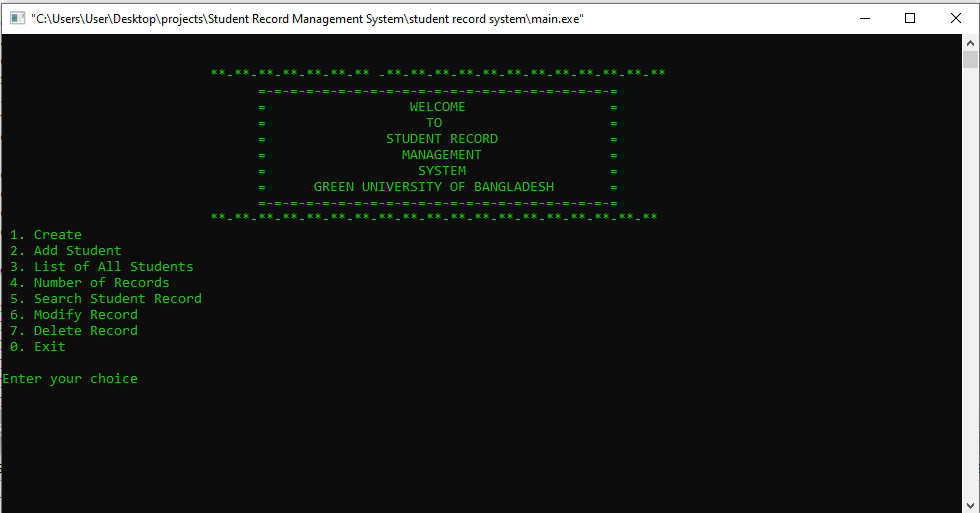 "C:\Users\User\Desktop\projects\Student Record Management System\student record system\main.exe"
**-**-**-**-**-**-** -**-**-**-**-**-**-**-**-**-**-**-**
=-=-=-=-=-=-=-=-=-=-=-=-=-=-=-=-=-=-=-=-=-=-=
= WELCOME =
= TO =
= STUDENT RECORD =
= MANAGEMENT =
= SYSTEM =
= GREEN UNIVERSITY OF BANGLADESH =
=-=-=-=-=-=-=-=-=-=-=-=-=-=-=-=-=-=-=-=-=-=-=
**-**-**-**-**-**-**-**-**-**-**-**-**-**-**-**-**-**-**
1. Create
2. Add Student
3. List of All Students
4. Number of Records
5. Search Student Record
6. Modify Record
7. Delete Record
0. Exit
Enter your choice